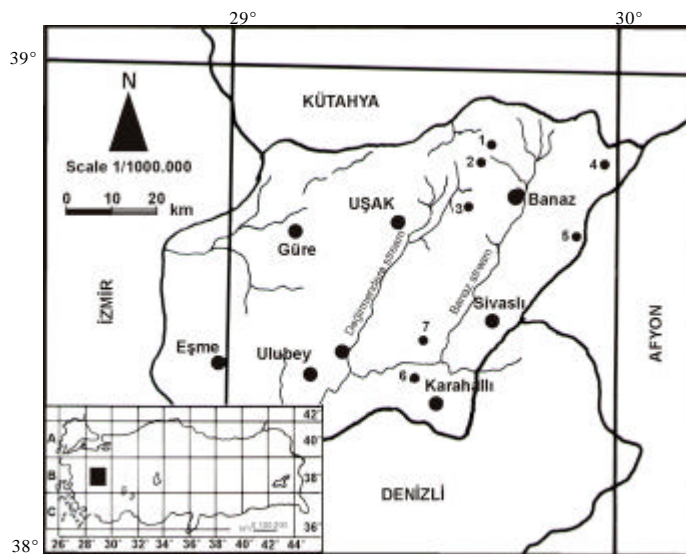 29° 30°
39°
N
KÜTAHYA
Scale 1/1000.000
0 10 20
km
1
2
4
UŞAK
3
Banaz
Güre
5
Değirmendere stream
Banaz stream
İZMİR
Sivaslı
AFYON
7
Eşme
Ulubey
6
Karahallı
DENİZLİ
A
B
C
42°
40°
38°
36°
26° 28° 30° 32° 34° 36° 38° 40° 42° 44°
38°